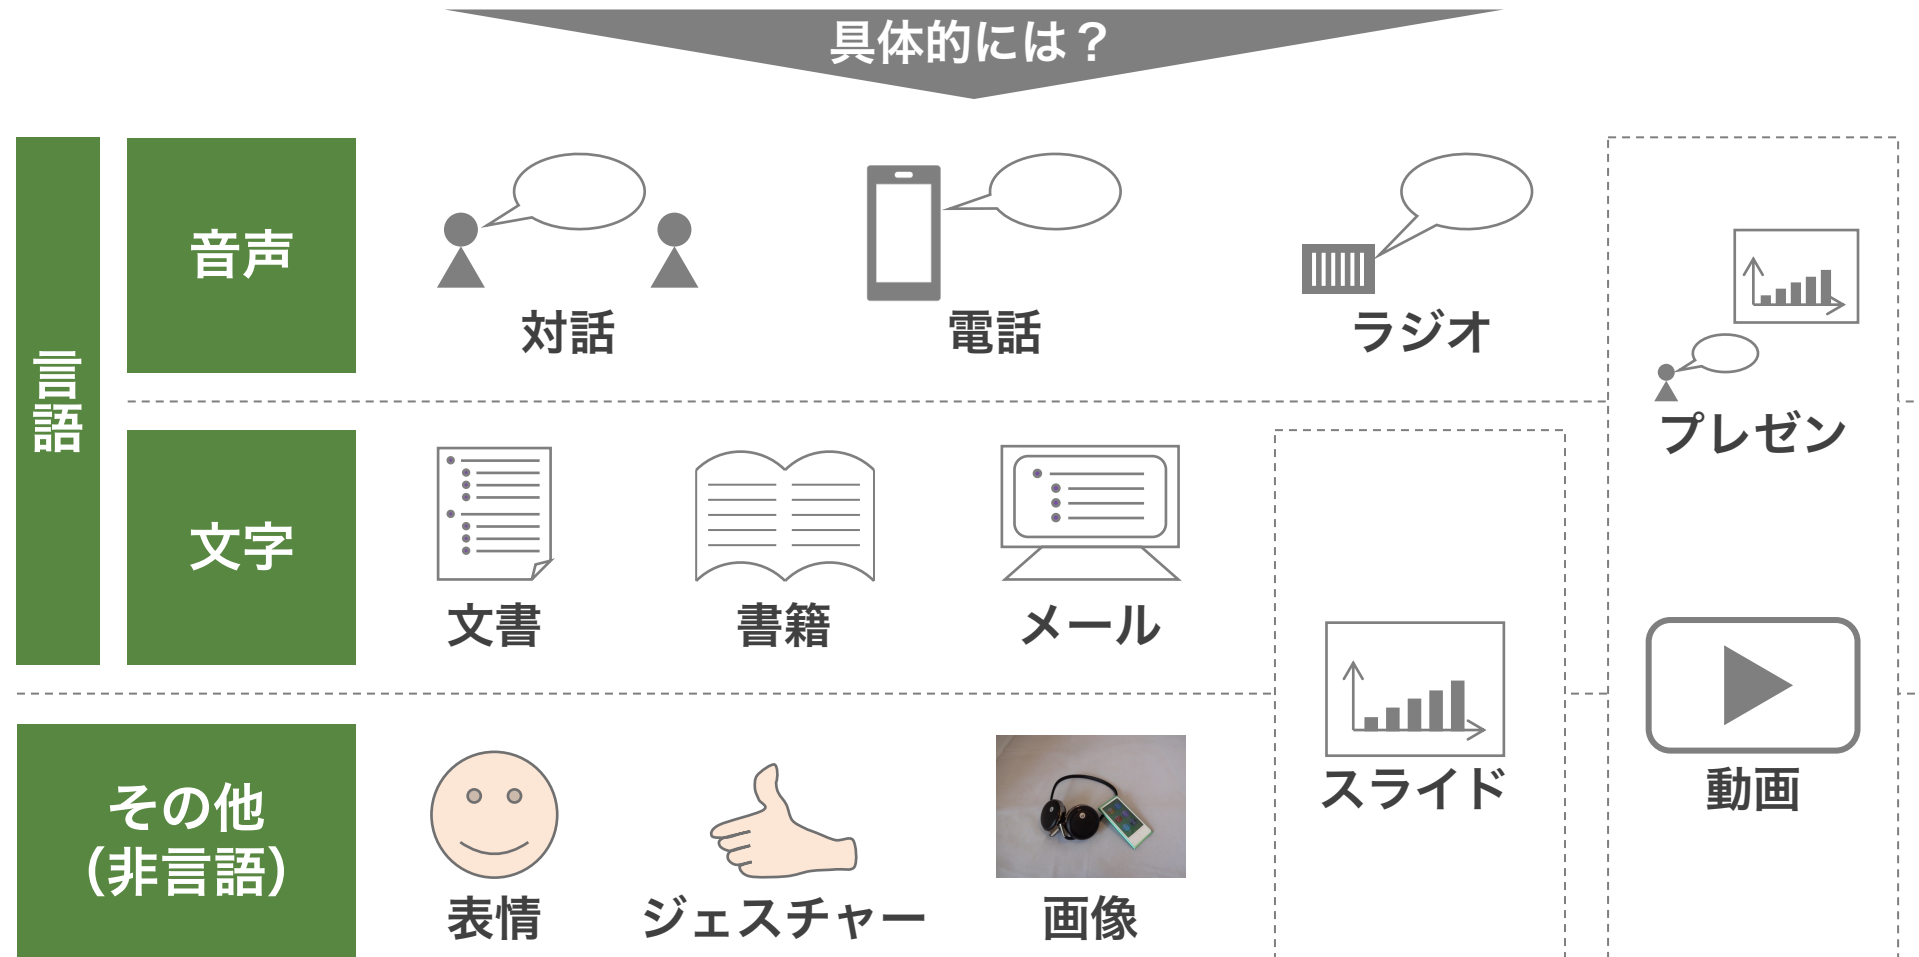 具体的には？
言語
音声
対話
電話
ラジオ
プレゼン
文字
文書
書籍
メール
スライド
動画
その他
（非言語）
表情
ジェスチャー
画像